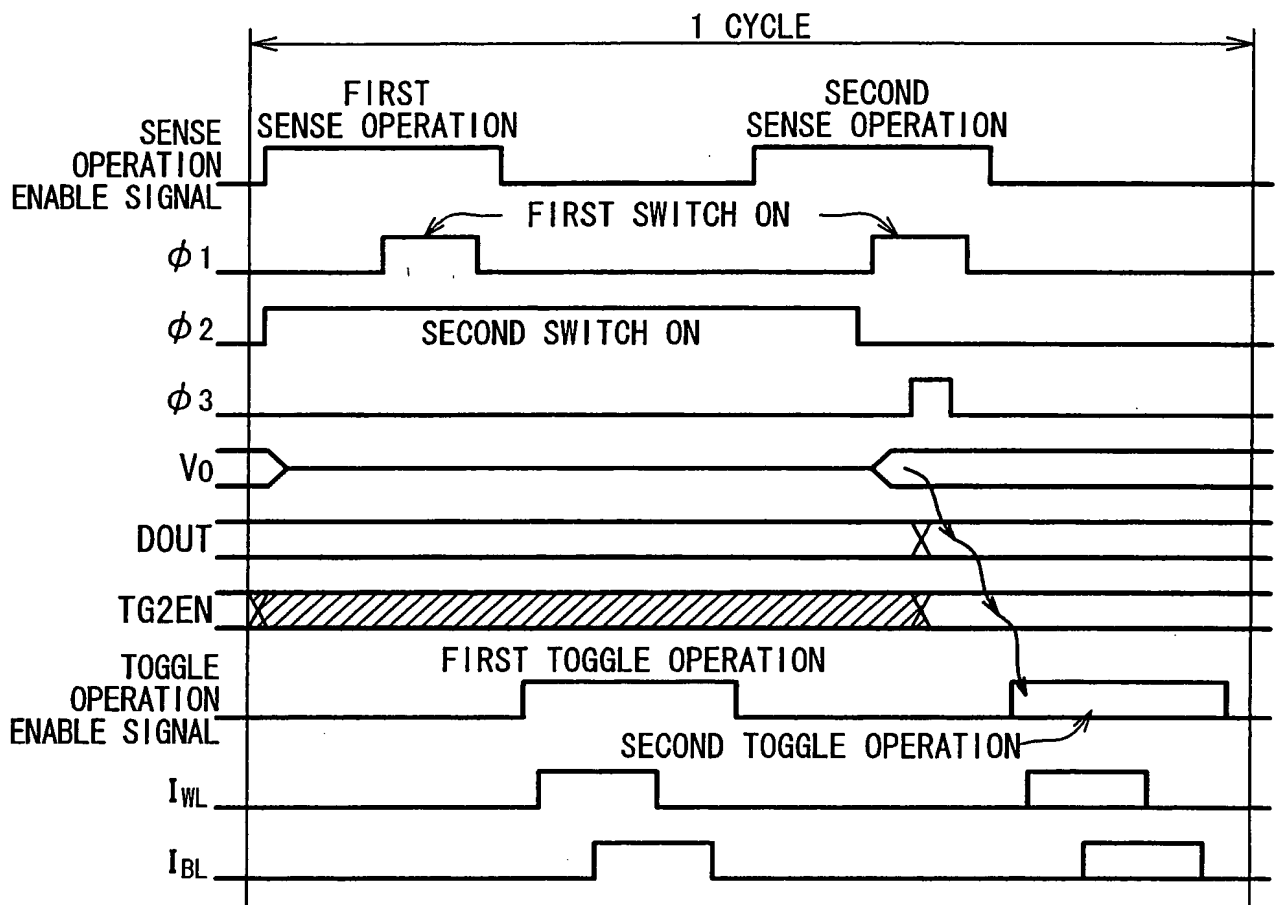 1 CYCLE
FIRST
SENSE OPERATION
SECOND
SENSE OPERATION
SENSE
OPERATION
ENABLE SIGNAL
FIRST SWITCH ON
φ1
φ2
SECOND SWITCH ON
φ3
Vo
DOUT
TG2EN
FIRST TOGGLE OPERATION
TOGGLE
OPERATION
ENABLE SIGNAL
SECOND TOGGLE OPERATION
IWL
IBL